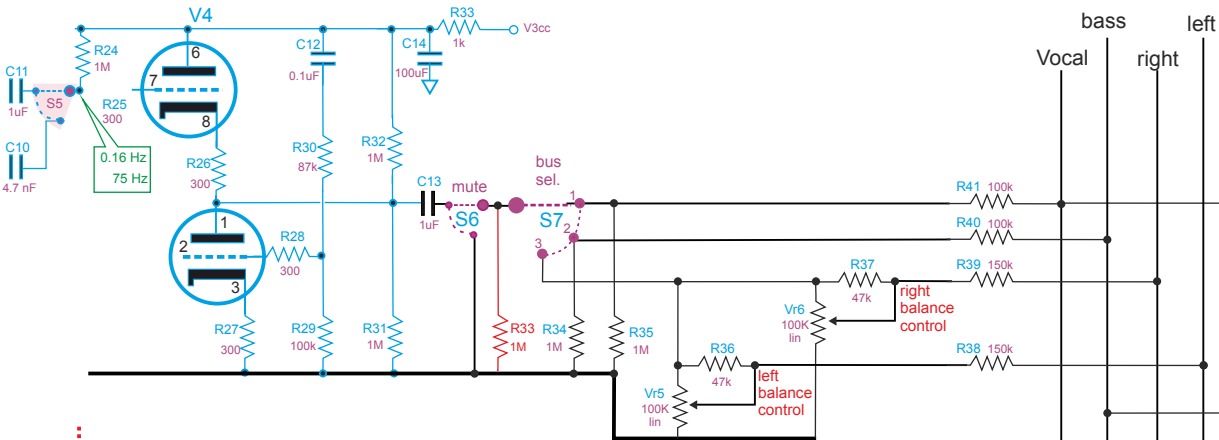 V4
R33
1k
V3cc
bass
left
Vocal
right
C11
1uF
S5
R24
1M
R25
300
C10
4.7 nF
0.16 Hz
75 Hz
6
7
8
C12
0.1uF
C14
100uF
R26
300
R30
87k
R32
1M
1
2
3
R28
300
R27
300
R29
100k
R31
1M
C13
1uF
mute
S6
bus
sel.
S7
1
2
3
R33
1M
R34
1M
R35
1M
R41 100k
R40 100k
R39 150k
R37
47k
right
balance
control
Vr6
100K
lin
R36
47k
left
balance
control
Vr5
100K
lin
R38 150k
: